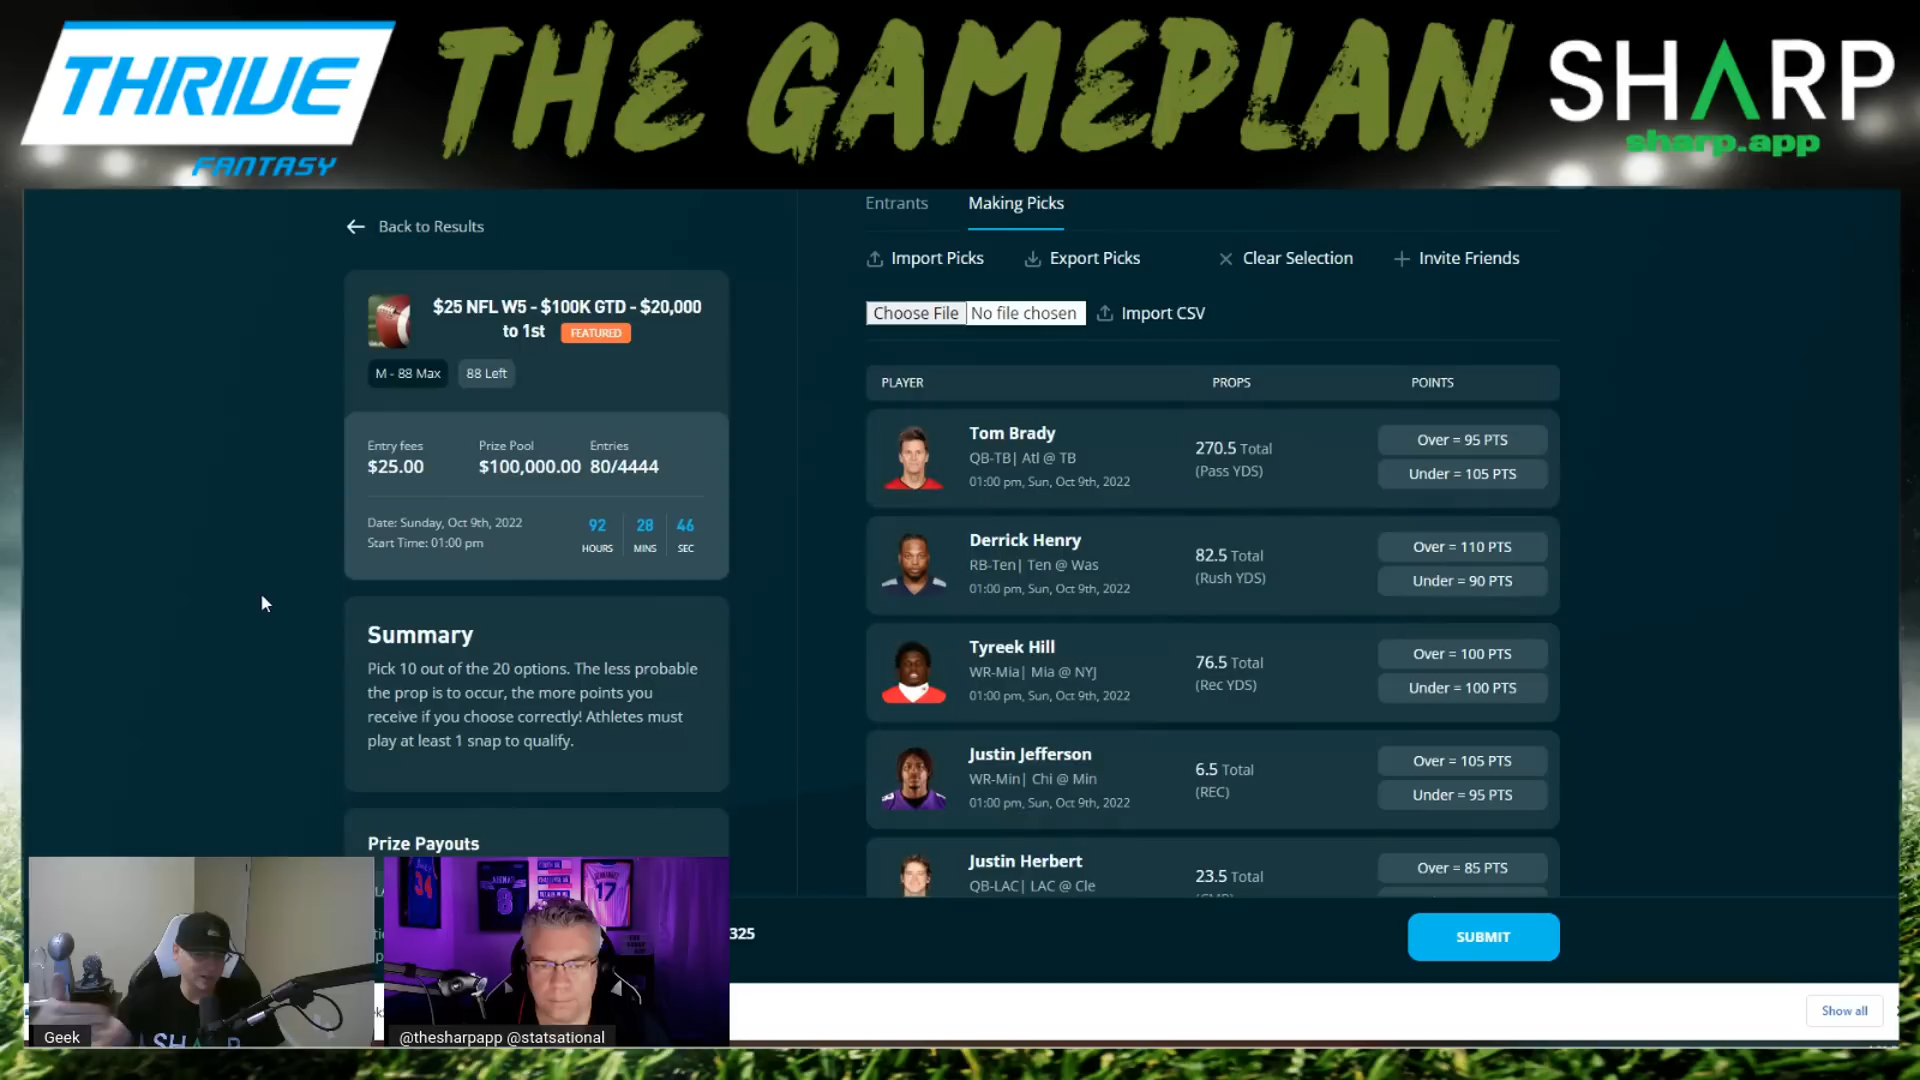 THRIVE
FANTASY
THE GAMEPLAN
SHARP
sharp.app
Back to Results
$25 NFL W5 - $100K GTD - $20,000
to 1st FEATURED
M - 88 Max 88 Left
Entry fees Prize Pool Entries
$25.00 $100,000.00 80/4444
Date: Sunday, Oct 9th, 2022
Start Time: 01:00 pm
92 28 46
HOURS MINS SEC
Summary
Pick 10 out of the 20 options. The less probable
the prop is to occur, the more points you
receive if you choose correctly! Athletes must
play at least 1 snap to qualify.
Prize Payouts
Entrants Making Picks
Import Picks Export Picks Clear Selection Invite Friends
Choose File No file chosen Import CSV
PLAYER PROPS POINTS
Tom Brady
QB-TB| Atl @ TB
01:00 pm, Sun, Oct 9th, 2022
270.5 Total
(Pass YDS)
Over = 95 PTS
Under = 105 PTS
Derrick Henry
RB-Ten| Ten @ Was
01:00 pm, Sun, Oct 9th, 2022
82.5 Total
(Rush YDS)
Over = 110 PTS
Under = 90 PTS
Tyreek Hill
WR-Mia| Mia @ NYJ
01:00 pm, Sun, Oct 9th, 2022
76.5 Total
(Rec YDS)
Over = 100 PTS
Under = 100 PTS
Justin Jefferson
WR-Min| Chi @ Min
01:00 pm, Sun, Oct 9th, 2022
6.5 Total
(REC)
Over = 105 PTS
Under = 95 PTS
Justin Herbert
QB-LAC| LAC @ Cle
23.5 Total
Over = 85 PTS
325
SUBMIT
Show all
34
8
17
Geek
@thesharpapp @statsational